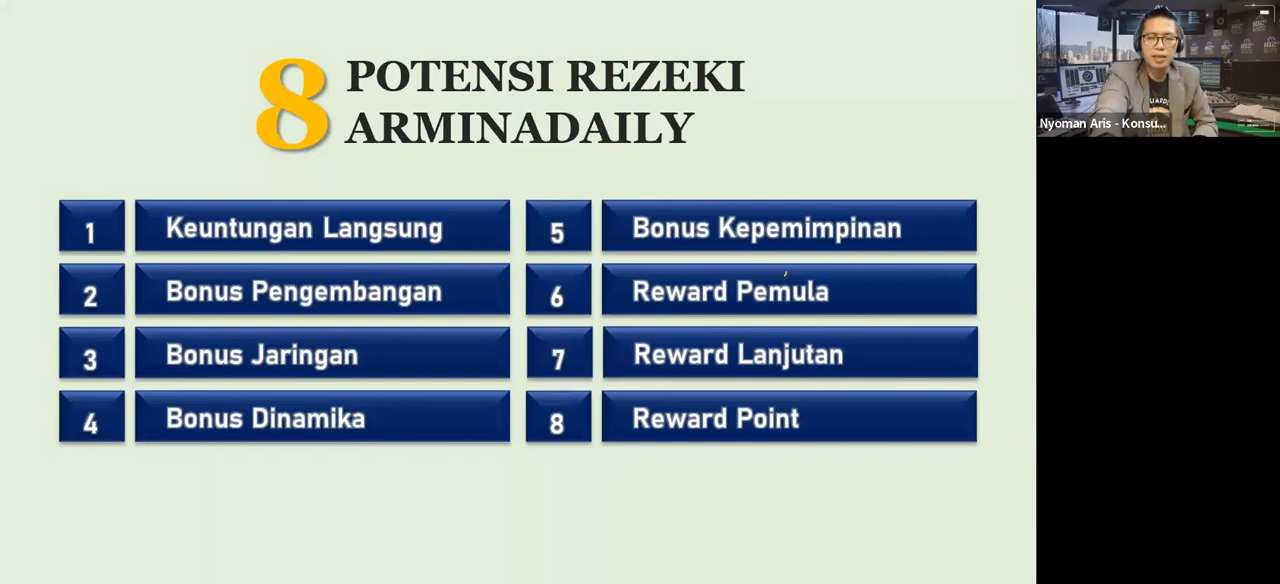 8 POTENSI REZEKI
ARMINADAILY
1 Keuntungan Langsung
2 Bonus Pengembangan
3 Bonus Jaringan
4 Bonus Dinamika
5 Bonus Kepemimpinan
6 Reward Pemula
7 Reward Lanjutan
8 Reward Point
Nyoman Aris - Konsu...